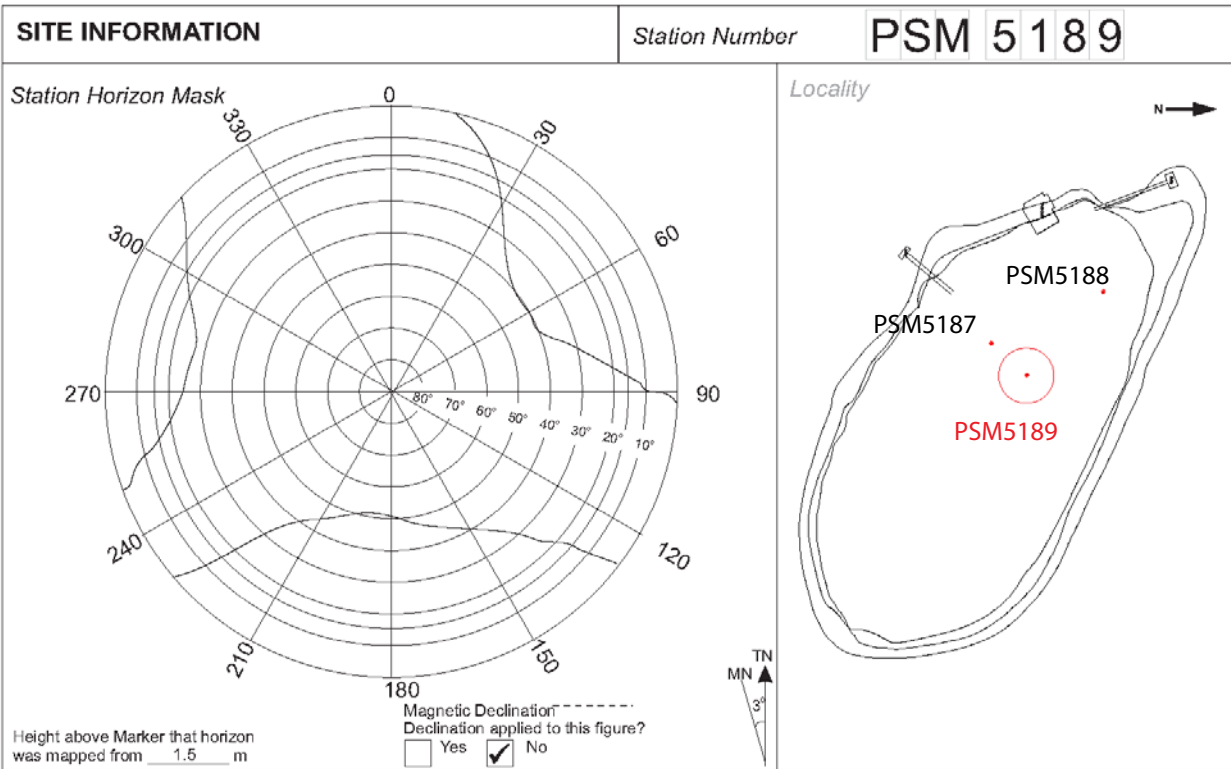 SITE INFORMATION
Station Number PSM 5189
Station Horizon Mask
0
30
60
90
120
150
180
210
240
270
300
330
80° 70° 60° 50° 40° 30° 20° 10°
Height above Marker that horizon
was mapped from 1.5 m
Magnetic Declination
Declination applied to this figure?
Yes ✓ No
TN
MN
3°
Locality
N
PSM5188
PSM5187
PSM5189